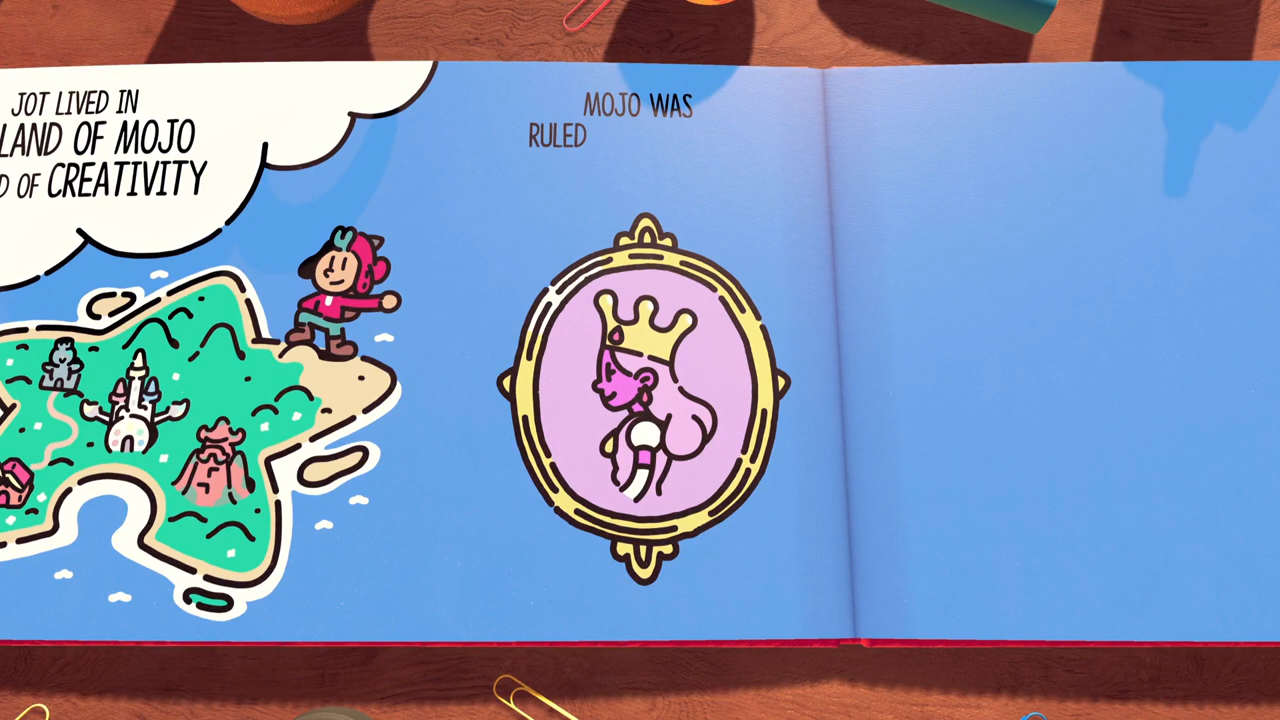 JOT LIVED IN
LAND OF MOJO
D OF CREATIVITY
MOJO WAS
RULED